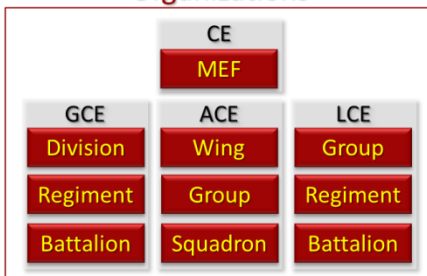 CE
MEF
GCE ACE LCE
Division Wing Group
Regiment Group Regiment
Battalion Squadron Battalion